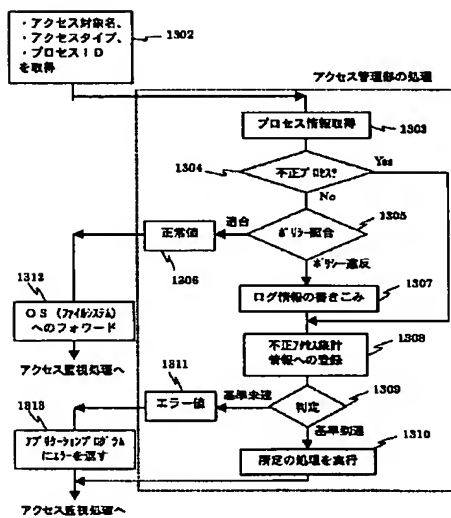 ・アクセス対象名、
・アクセスタイプ、
・プロセスID
を取得
1302
アクセス管理部の処理
プロセス情報取得
1303
1304
不正プロセス?
Yes
No
ポリシー照合
1305
適合
正常値
1306
ポリシー違反
1307
ログ情報の書きこみ
1312
OS (ファイルシステム)
へのフォワード
アクセス監視処理へ
不正アクセス集計
情報への登録
1308
1311
エラー値
基準未達
判定
1309
基準到達
1313
アプリケーションプログラム
にエラーを返す
1310
所定の処理を実行
アクセス監視処理へ